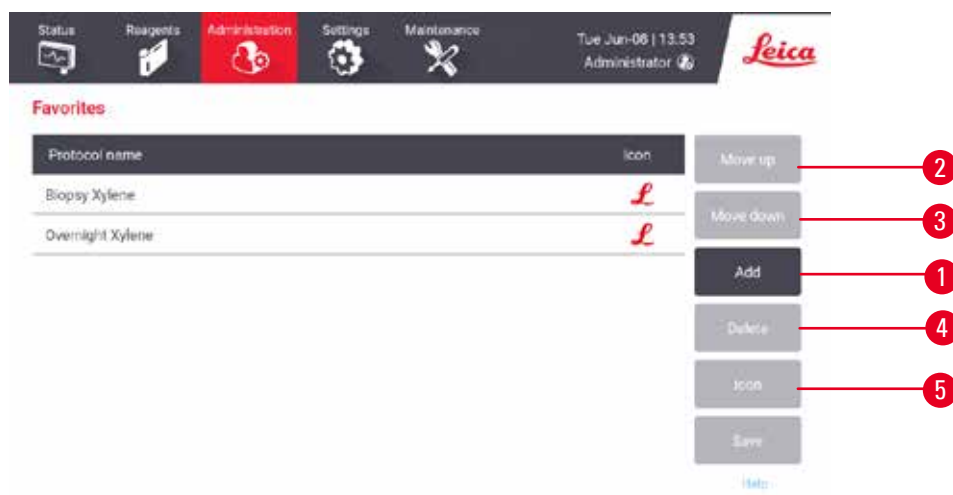 Status Reagents Administration Settings Maintenance
Tue Jun-06 | 13:53
Administrator
Leica
Favorites
Protocol name Icon
Biopsy Xylene L
Overnight Xylene L
Move up
2
Move down
3
Add
1
Delete
4
Icon
5
Save
Help